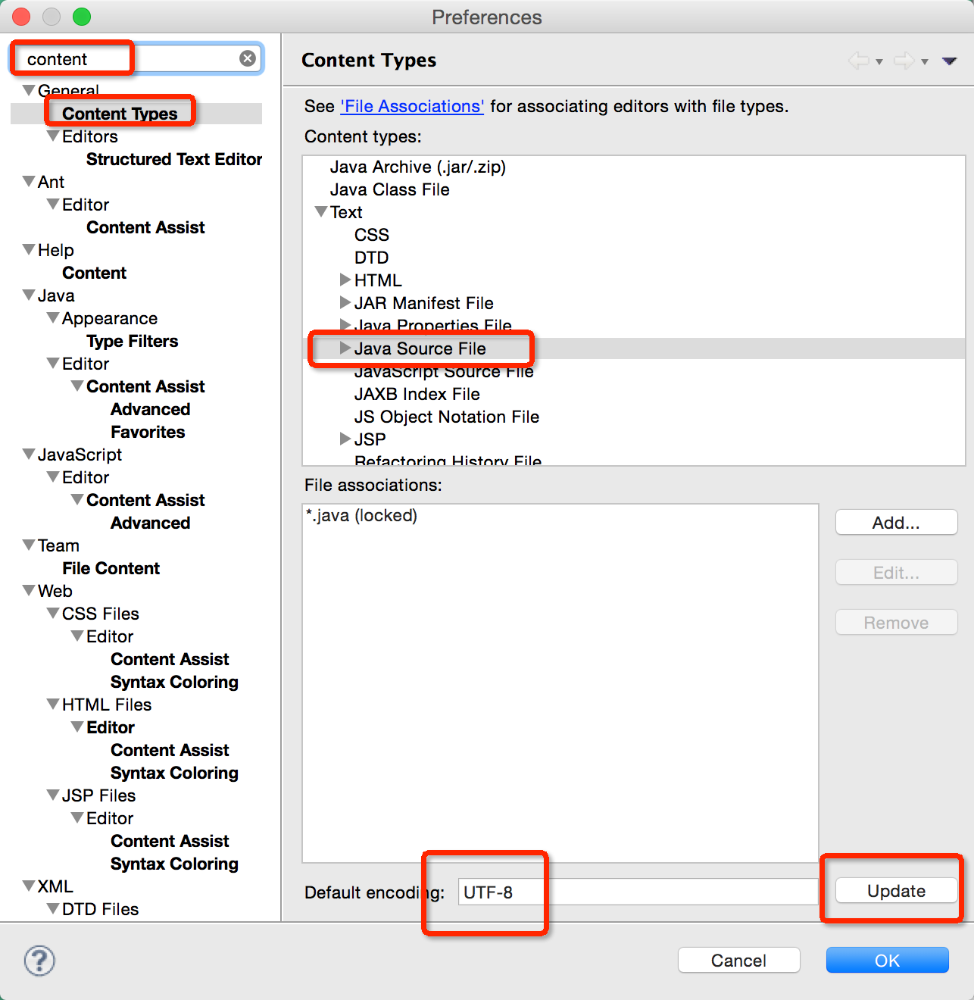 Preferences
content
General
Content Types
Editors
Structured Text Editor
Ant
Editor
Content Assist
Help
Content
Java
Appearance
Type Filters
Editor
Content Assist
Advanced
Favorites
JavaScript
Editor
Content Assist
Advanced
Team
File Content
Web
CSS Files
Editor
Content Assist
Syntax Coloring
HTML Files
Editor
Content Assist
Syntax Coloring
JSP Files
Editor
Content Assist
Syntax Coloring
XML
DTD Files
Content Types
See 'File Associations' for associating editors with file types.
Content types:
Java Archive (.jar/.zip)
Java Class File
Text
CSS
DTD
HTML
JAR Manifest File
Java Properties File
Java Source File
JavaScript Source File
JAXB Index File
JS Object Notation File
JSP
Refactoring History File
File associations:
*.java (locked)
Add...
Edit...
Remove
Default encoding: UTF-8
Update
?
Cancel
OK